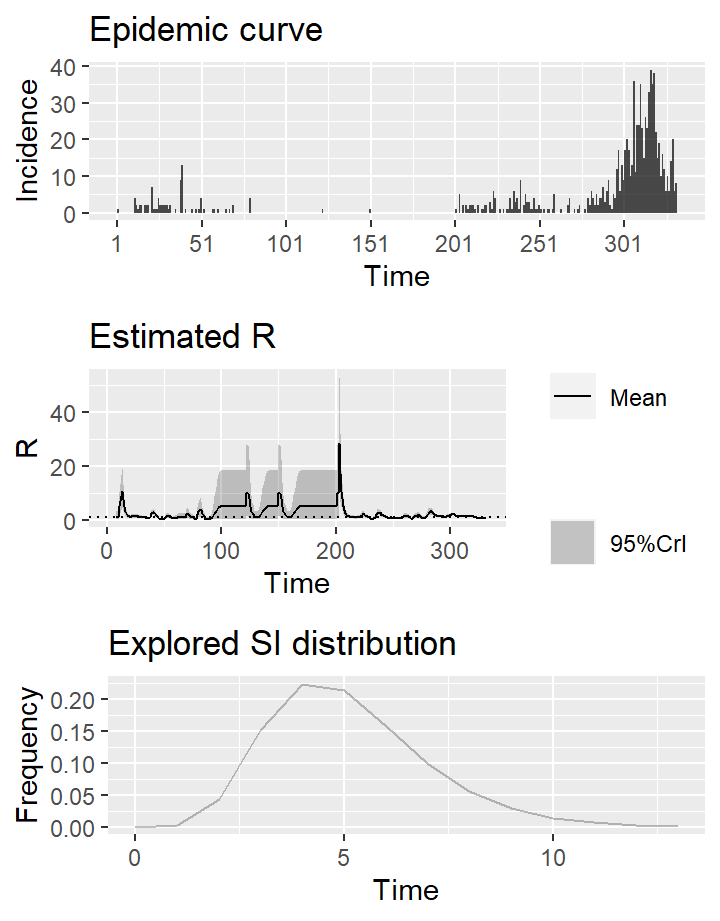 Epidemic curve
Incidence
40
30
20
10
0
1 51 101 151 201 251 301
Time
Estimated R
R
40
20
0
0 100 200 300
Time
Mean
95%CrI
Explored SI distribution
Frequency
0.20
0.15
0.10
0.05
0.00
0 5 10
Time